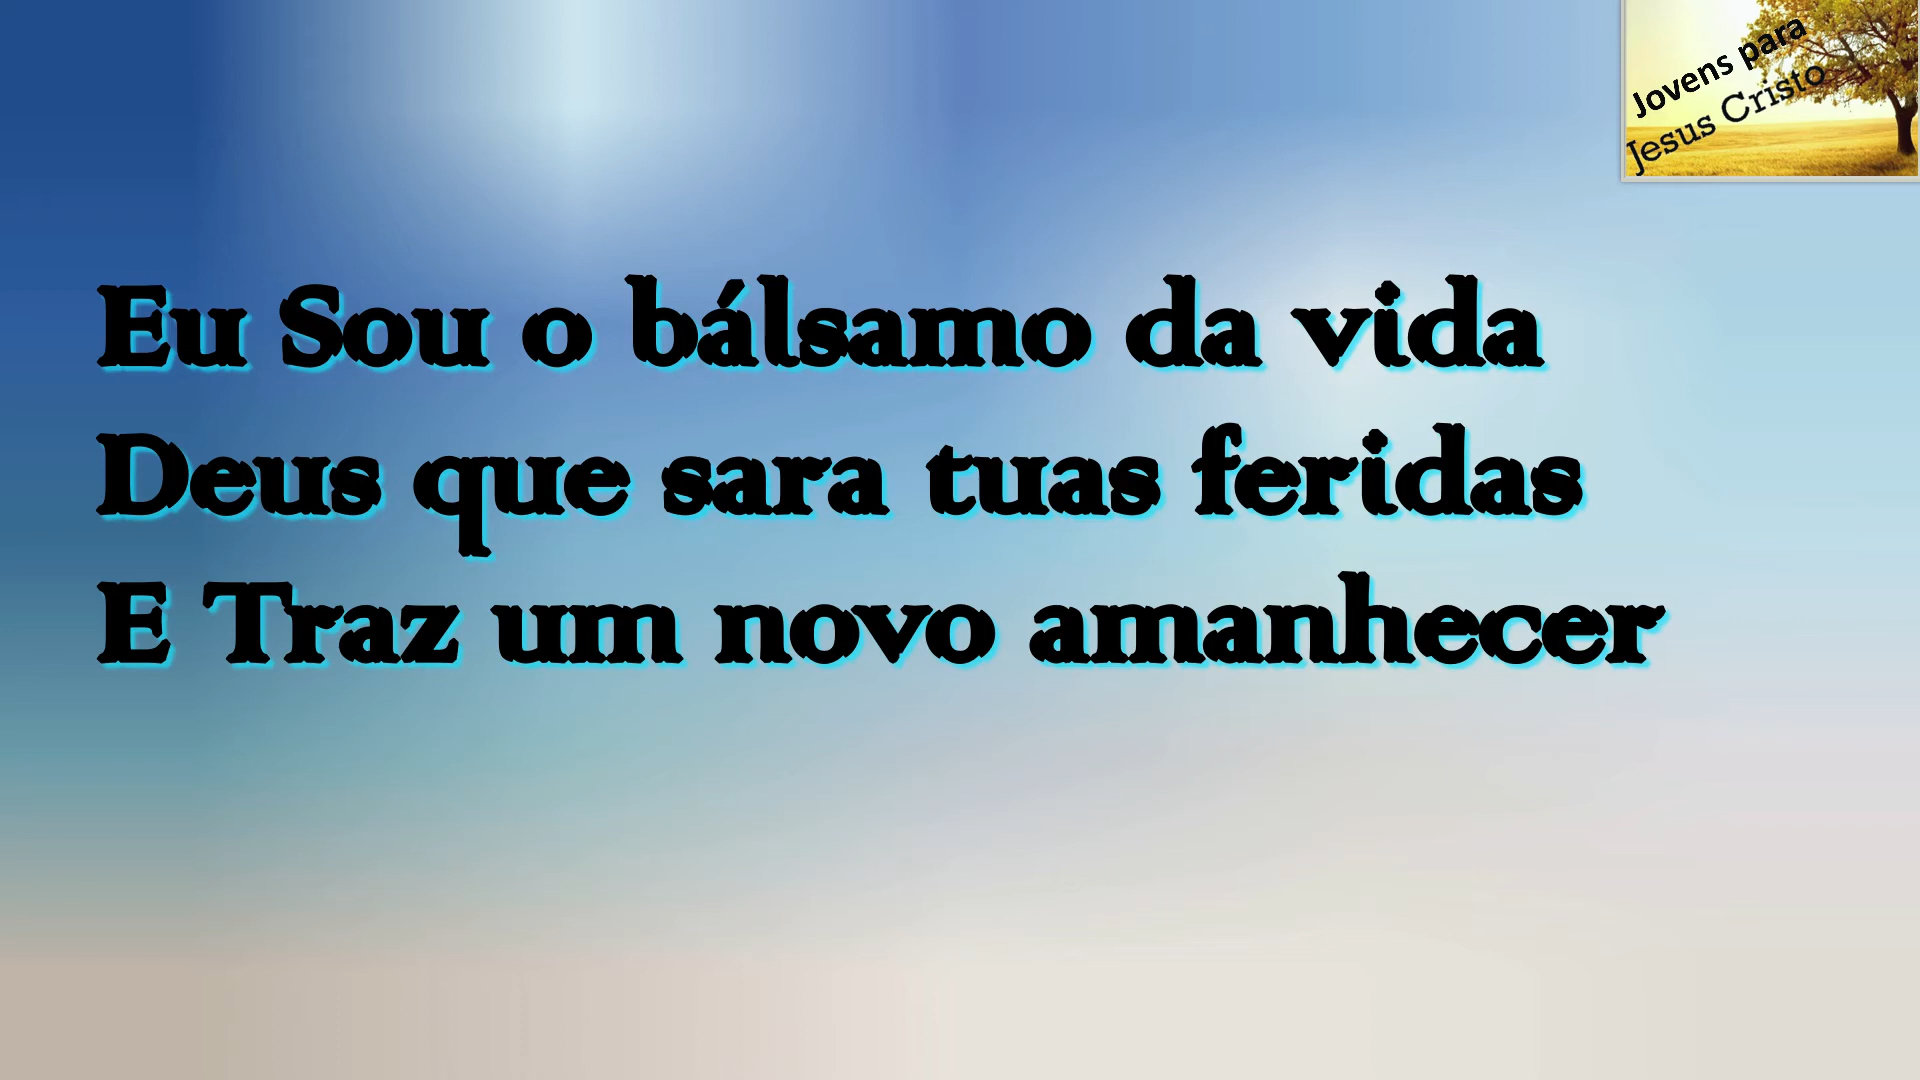 Jovens para
Jesus Cristo
Eu Sou o bálsamo da vida
Deus que sara tuas feridas
E Traz um novo amanhecer